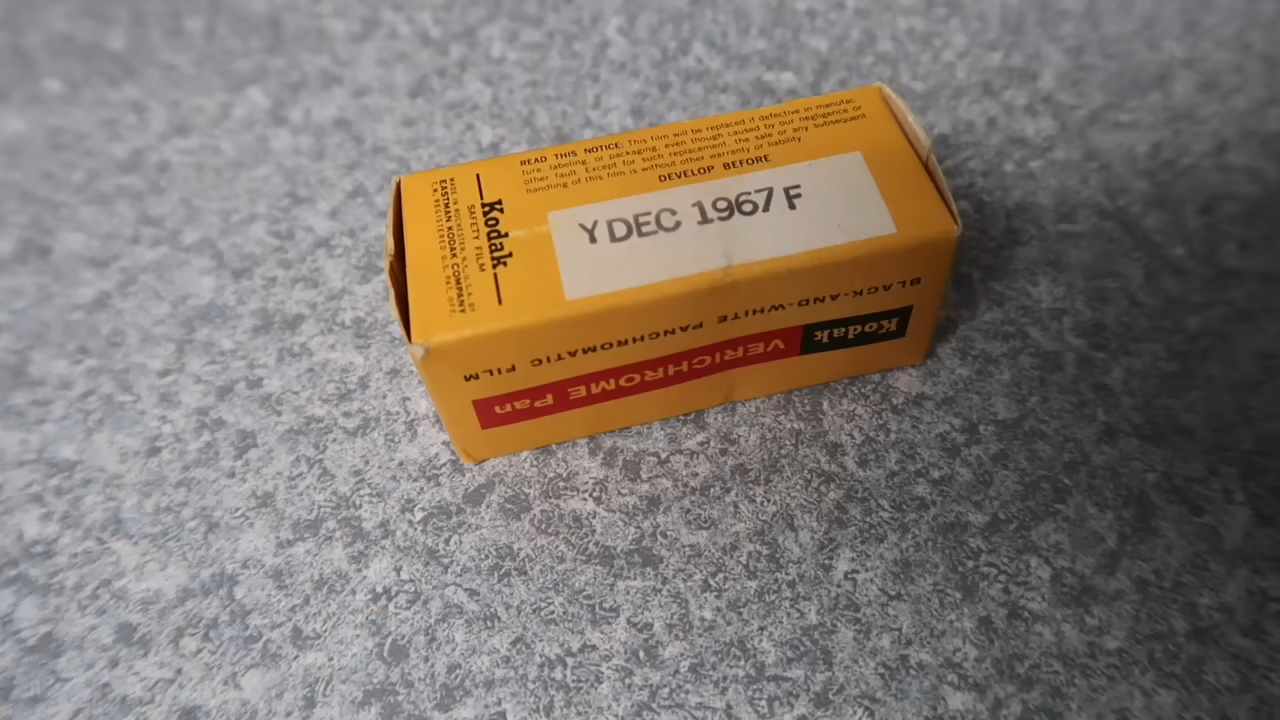 READ THIS NOTICE: This film will be replaced if defective in manufac
ture, labeling, or packaging, even though caused by our negligence or
other fault. Except for such replacement, the sale or any subsequent
handling of this film is without other warranty or liability
DEVELOP BEFORE
Y DEC 1967 F
Kodak
SAFETY FILM
MADE IN ROCHESTER, N.Y., U.S.A. BY
EASTMAN KODAK COMPANY
T.M. REGISTERED U.S. PAT. OFF.
BLACK-AND-WHITE PANCHROMATIC FILM
Kodak VERICHROME Pan